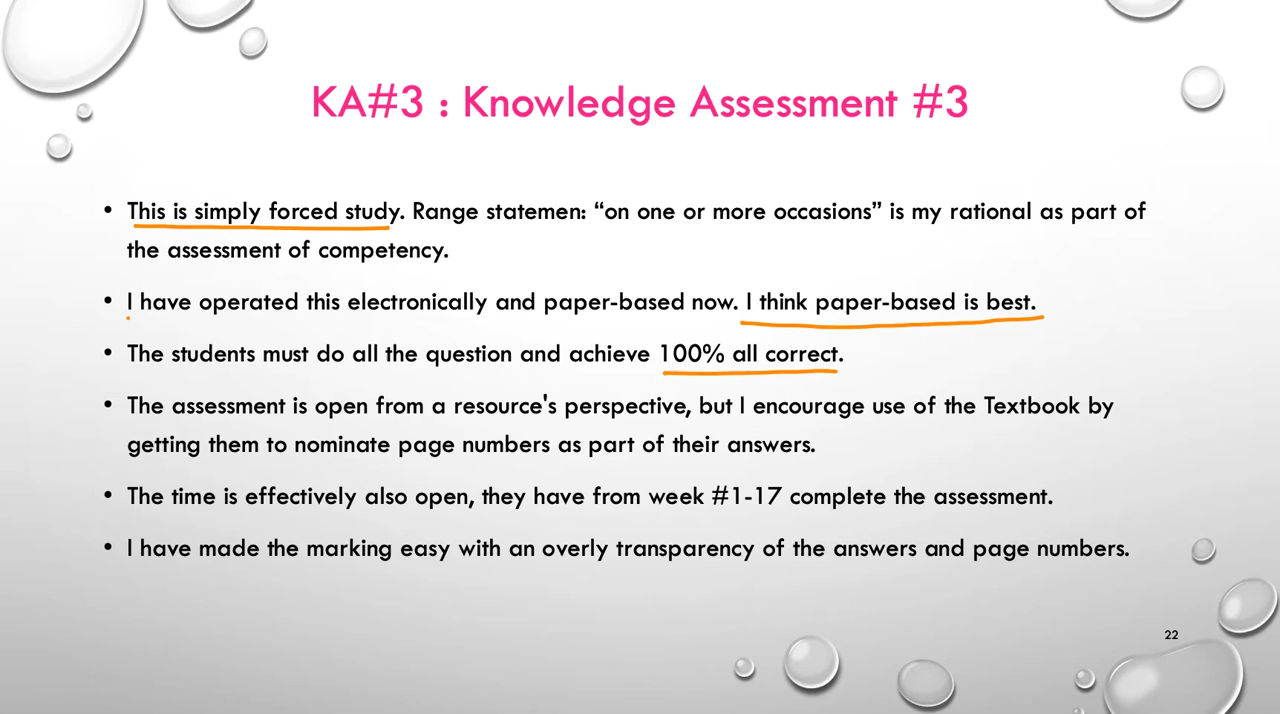 KA#3 : Knowledge Assessment #3
• This is simply forced study. Range statemen: “on one or more occasions” is my rational as part of
the assessment of competency.
• I have operated this electronically and paper-based now. I think paper-based is best.
• The students must do all the question and achieve 100% all correct.
• The assessment is open from a resource's perspective, but I encourage use of the Textbook by
getting them to nominate page numbers as part of their answers.
• The time is effectively also open, they have from week #1-17 complete the assessment.
• I have made the marking easy with an overly transparency of the answers and page numbers.
22